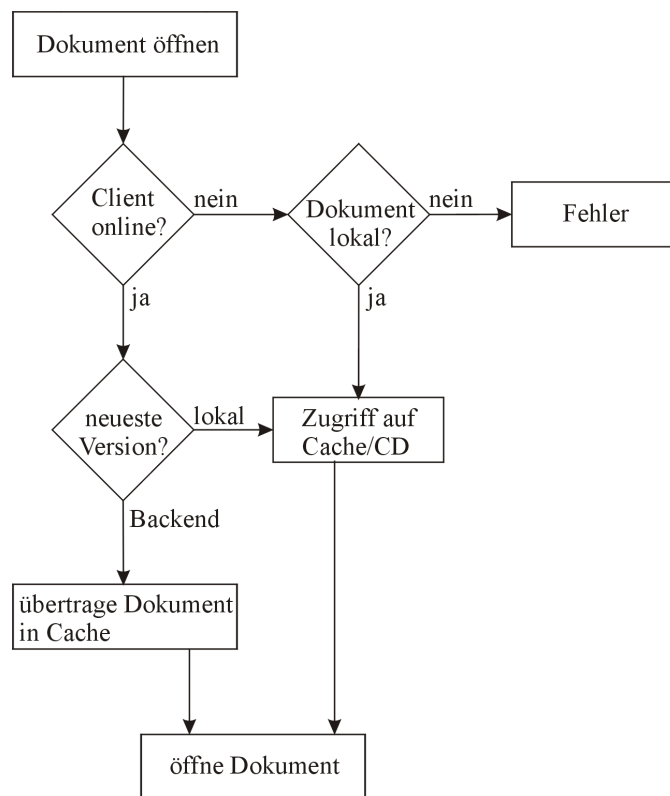 Dokument öffnen
Client
online?
nein
Dokument
lokal?
nein
Fehler
ja
ja
neueste
Version?
lokal
Zugriff auf
Cache/CD
Backend
übertrage Dokument
in Cache
öffne Dokument